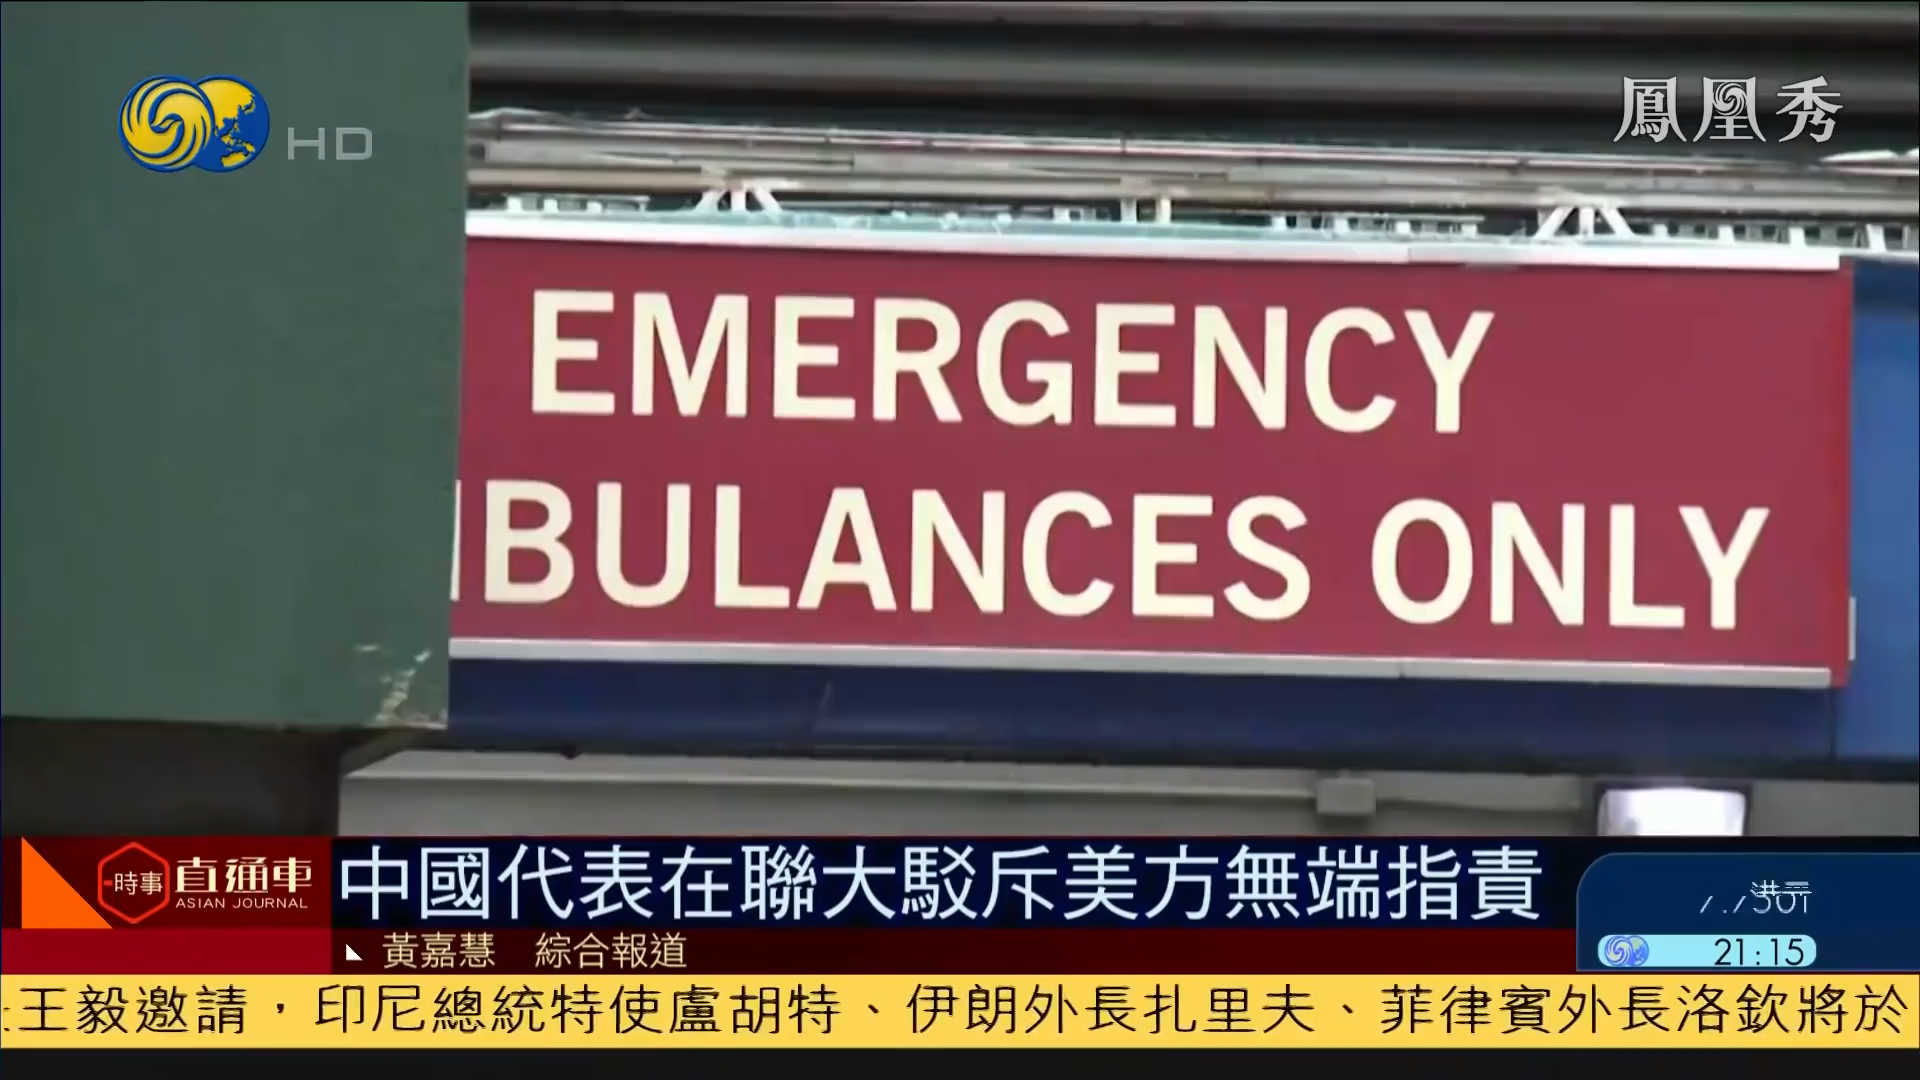 HD
鳳凰秀
EMERGENCY
BULANCES ONLY
時事
直通車
ASIAN JOURNAL
中國代表在聯大駁斥美方無端指責
黃嘉慧 綜合報道
21:15
王毅邀請,印尼總統特使盧胡特、伊朗外長扎里夫、菲律賓外長洛欽將於